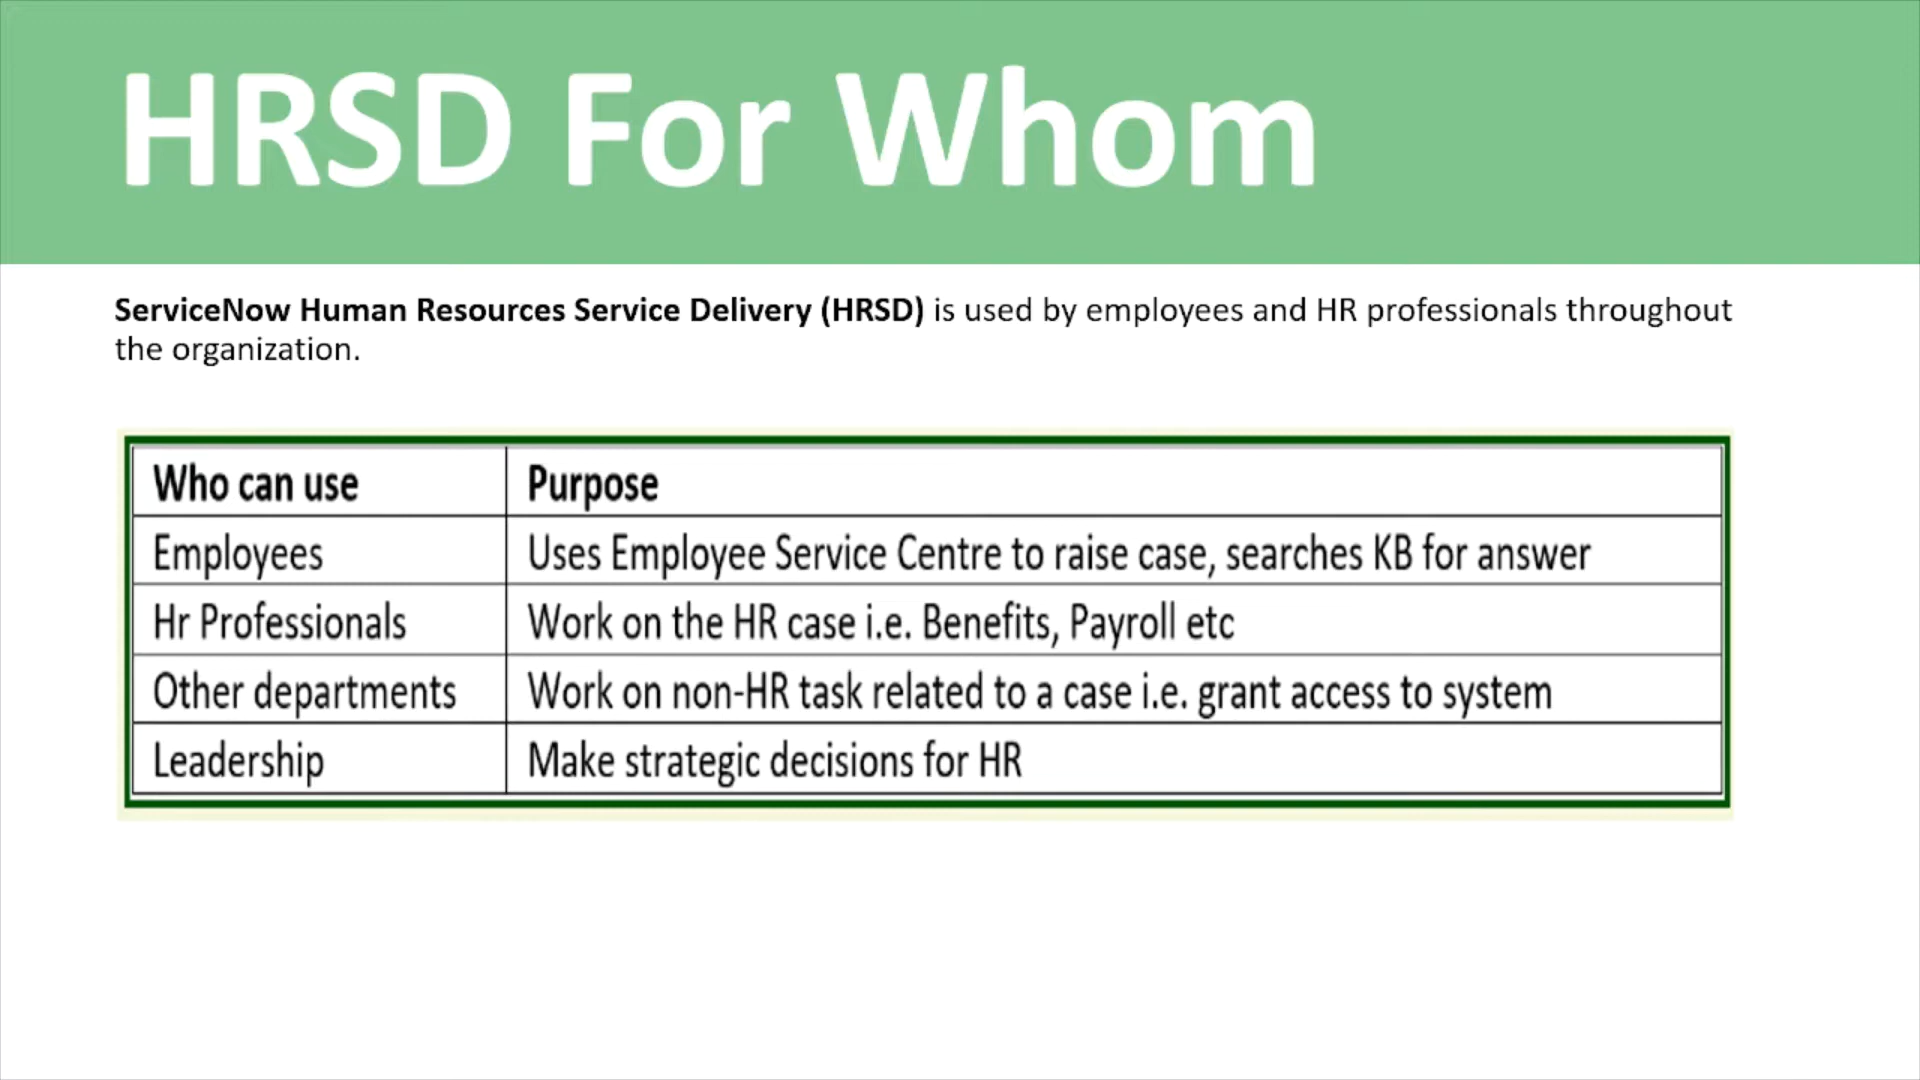 HRSD For Whom
ServiceNow Human Resources Service Delivery (HRSD) is used by employees and HR professionals throughout
the organization.
Who can use Purpose
Employees Uses Employee Service Centre to raise case, searches KB for answer
Hr Professionals Work on the HR case i.e. Benefits, Payroll etc
Other departments Work on non-HR task related to a case i.e. grant access to system
Leadership Make strategic decisions for HR